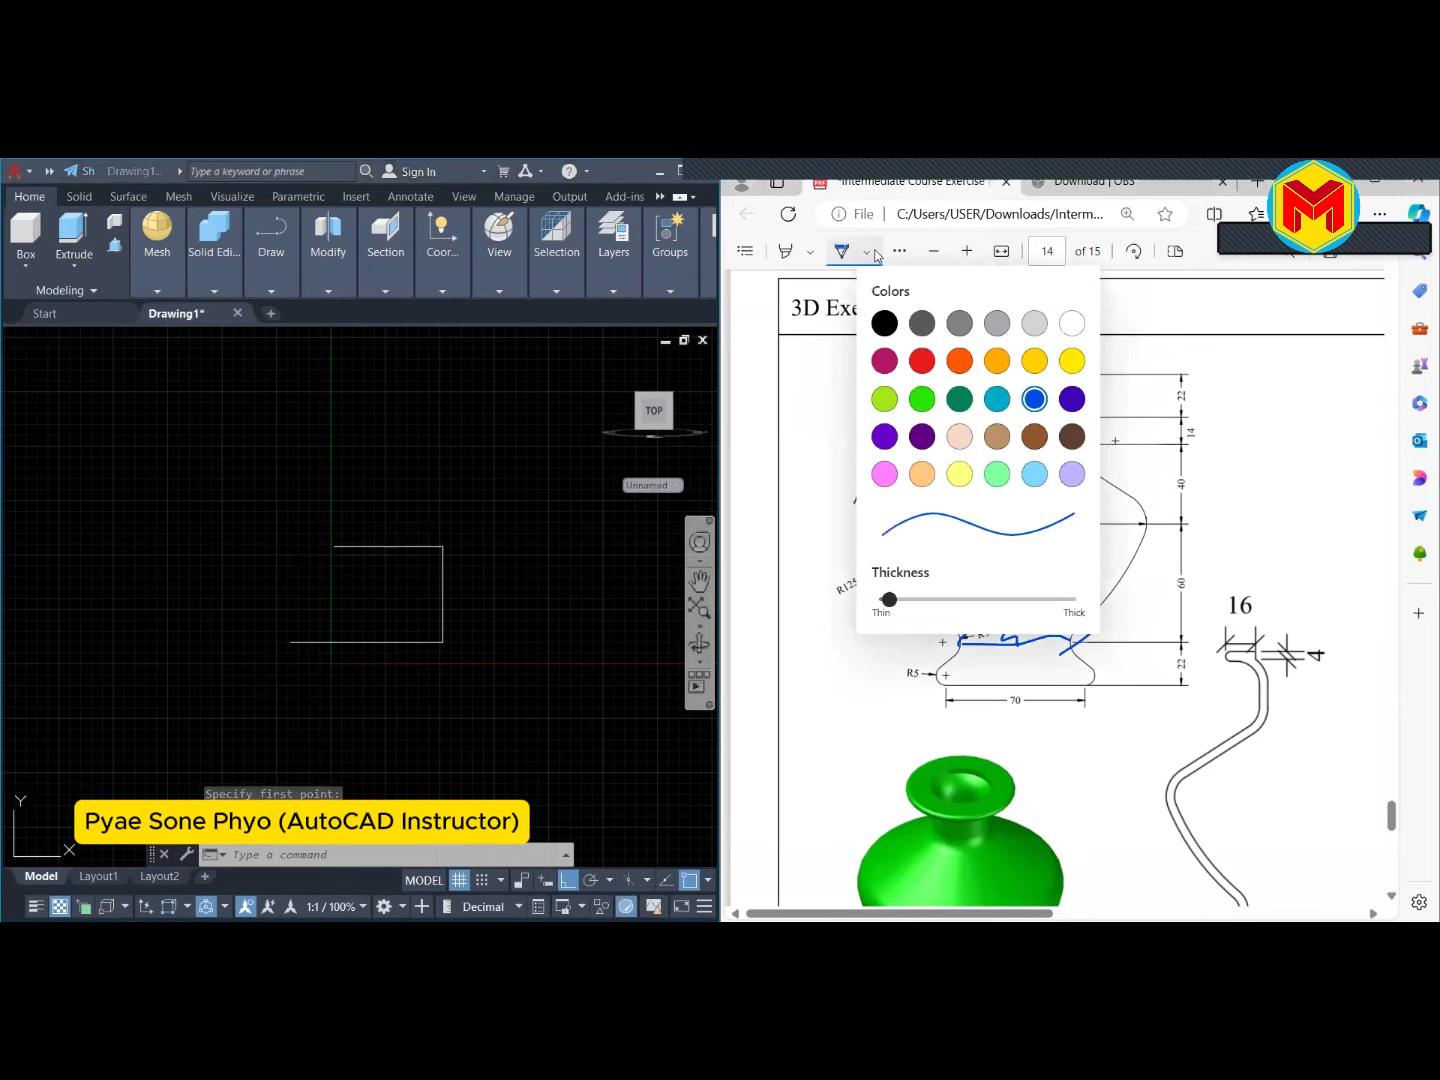 Sh
Drawing1...
Type a keyword or phrase
Sign In
Home
Solid
Surface
Mesh
Visualize
Parametric
Insert
Annotate
View
Manage
Output
Add-ins
Box
Extrude
Mesh
Solid Edi...
Draw
Modify
Section
Coor...
View
Selection
Layers
Groups
Modeling
Start
Drawing1*
TOP
Unnamed
Specify first point:
Pyae Sone Phyo (AutoCAD Instructor)
Type a command
Y
X
Model
Layout1
Layout2
MODEL
1:1 / 100%
Decimal
*Intermediate Course Exercise
Download | OBS
File
C:/Users/USER/Downloads/Interm...
14
of 15
M
3D Exe
Colors
Thickness
Thin
Thick
22
14
40
60
22
R125
R5
70
16
4